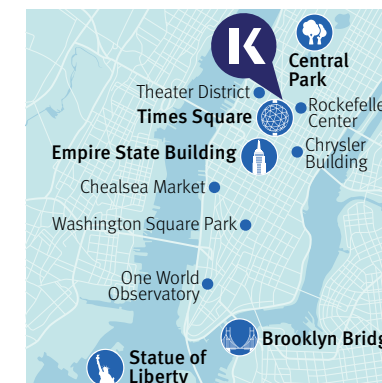 K
Central
Park
Theater District
Times Square
Rockefelle
Center
Empire State Building
Chrysler
Building
Chealsea Market
Washington Square Park
One World
Observatory
Brooklyn Bridg
Statue of
Liberty